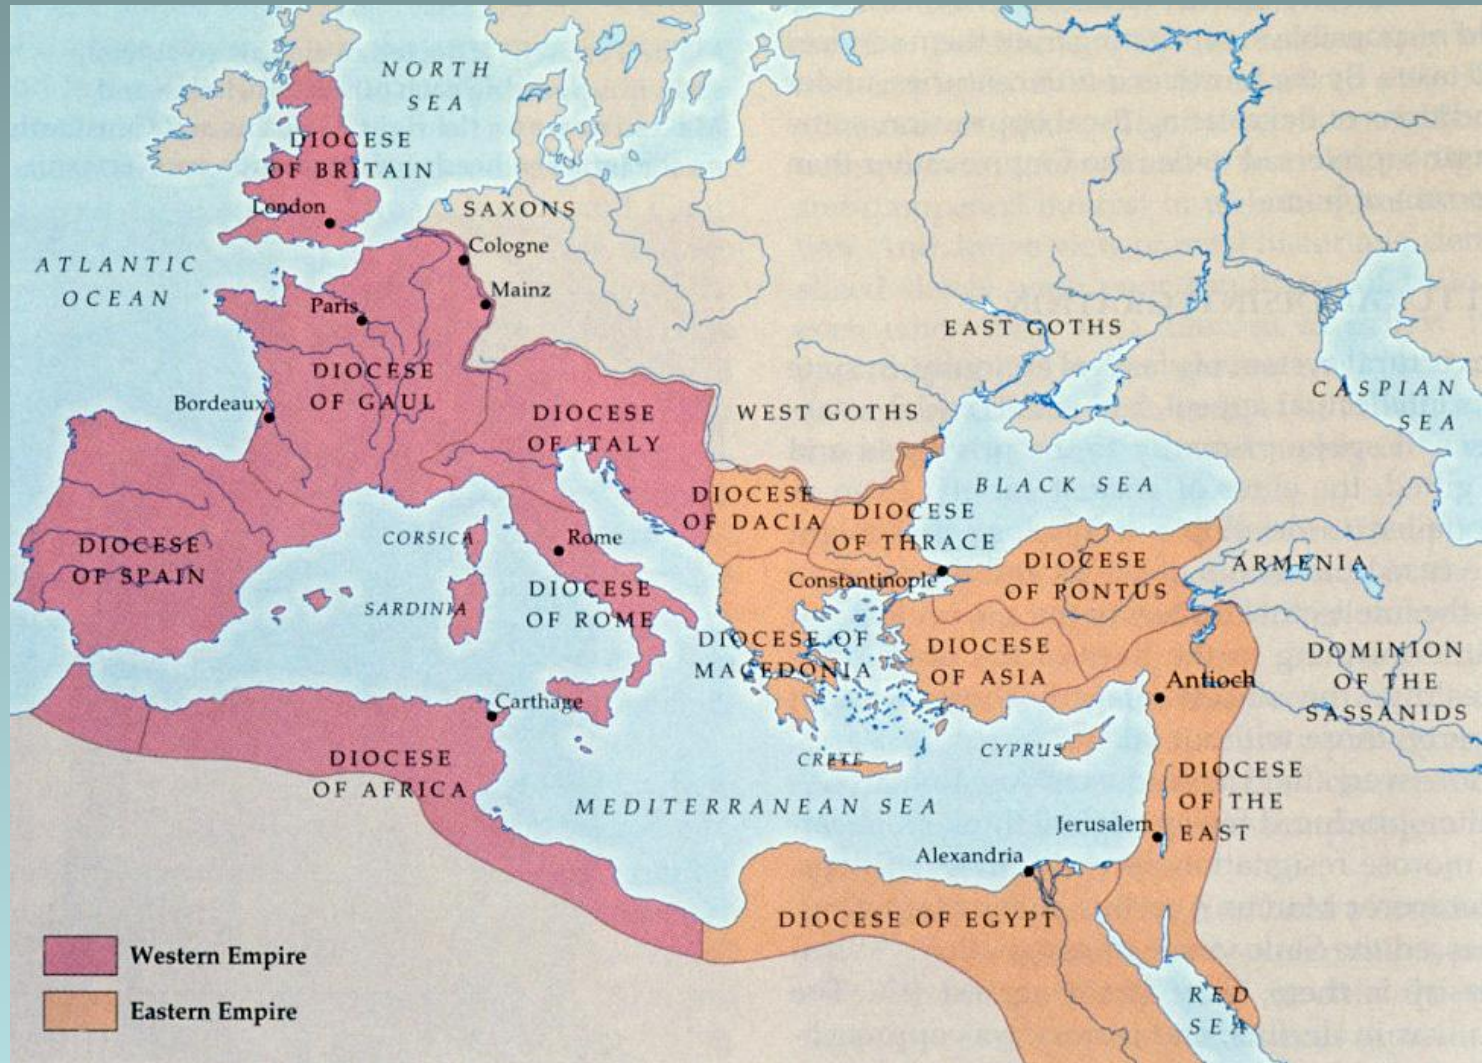 NORTH
SEA
DIOCESE
OF BRITAIN
London
SAXONS
Cologne
ATLANTIC
OCEAN
Mainz
Paris
EAST GOTHS
DIOCESE
OF GAUL
CASPIAN
SEA
Bordeaux
DIOCESE
OF ITALY
WEST GOTHS
BLACK SEA
DIOCESE
OF DACIA
DIOCESE
OF THRACE
CORSICA
Rome
DIOCESE
OF SPAIN
DIOCESE
OF PONTUS
ARMENIA
Constantinople
SARDINIA
DIOCESE
OF ROME
DIOCESE OF
MACEDONIA
DIOCESE
OF ASIA
DOMINION
OF THE
SASSANIDS
Antioch
Carthage
CRETE
CYPRUS
DIOCESE
OF AFRICA
DIOCESE
OF THE
EAST
MEDITERRANEAN SEA
Jerusalem
Alexandria
DIOCESE OF EGYPT
Western Empire
Eastern Empire
RED
SEA